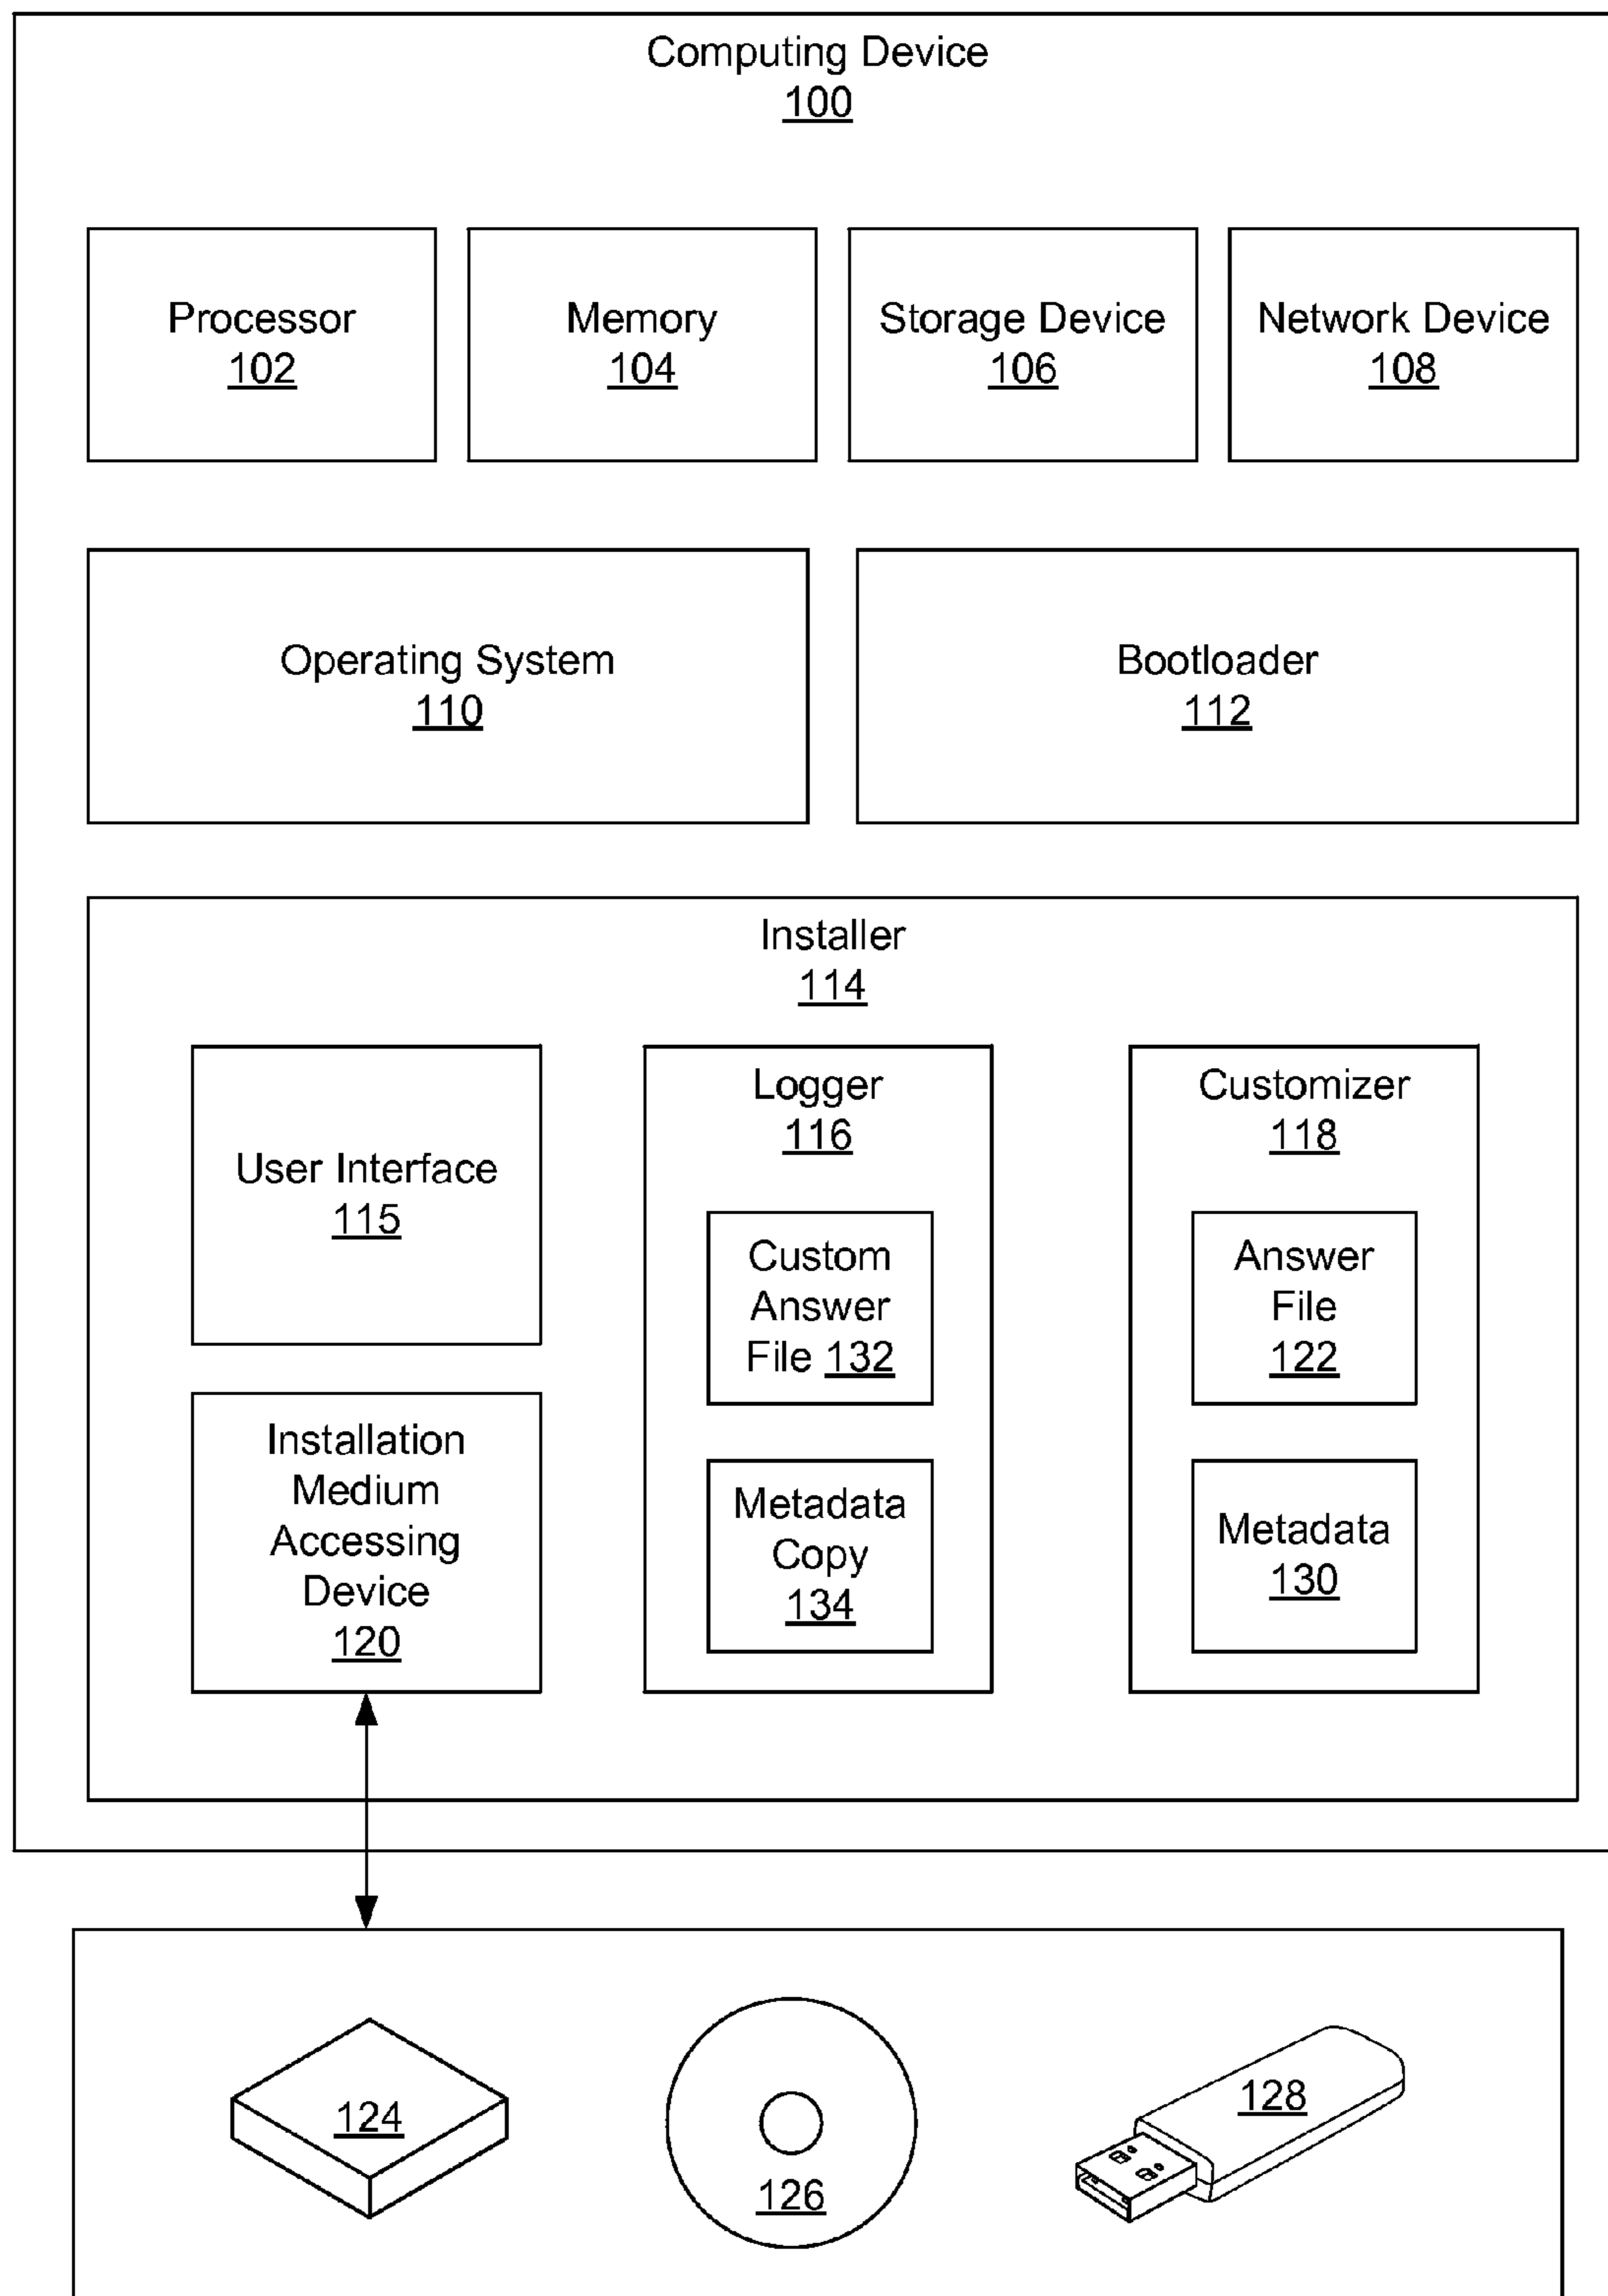 Computing Device
100
Processor
102
Memory
104
Storage Device
106
Network Device
108
Operating System
110
Bootloader
112
Installer
114
User Interface
115
Installation
Medium
Accessing
Device
120
Logger
116
Custom
Answer
File 132
Metadata
Copy
134
Customizer
118
Answer
File
122
Metadata
130
124
126
128